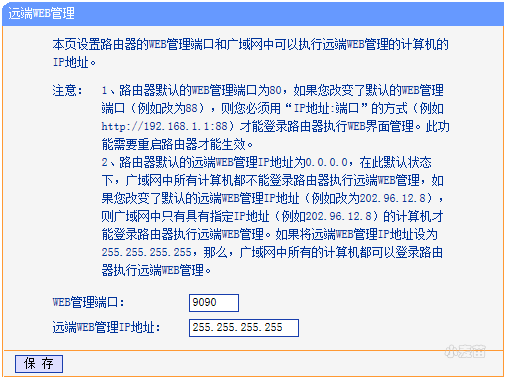 远端WEB管理
本页设置路由器的WEB管理端口和广域网中可以执行远端WEB管理的计算机的
IP地址。
注意： 1、路由器默认的WEB管理端口为80，如果您改变了默认的WEB管理
端口（例如改为88），则您必须用“IP地址:端口”的方式（例如
http://192.168.1.1:88）才能登录路由器执行WEB界面管理。此功
能需要重启路由器才能生效。
2、路由器默认的远端WEB管理IP地址为0.0.0.0，在此默认状态
下，广域网中所有计算机都不能登录路由器执行远端WEB管理，如
果您改变了默认的远端WEB管理IP地址（例如改为202.96.12.8），
则广域网中只有具有指定IP地址（例如202.96.12.8）的计算机才
能登录路由器执行远端WEB管理。如果将远端WEB管理IP地址设为
255.255.255.255，那么，广域网中所有的计算机都可以登录路由
器执行远端WEB管理。
WEB管理端口： 9090
远端WEB管理IP地址： 255.255.255.255
保 存